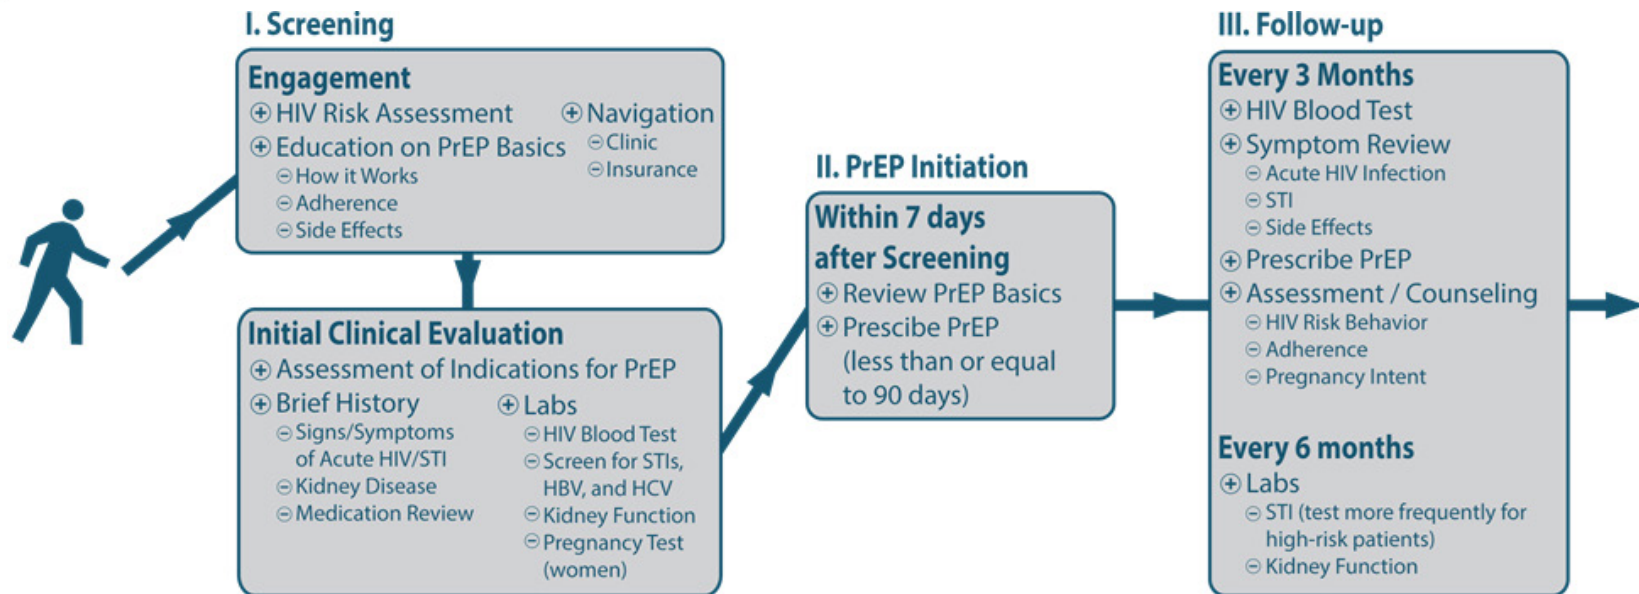 I. Screening
Engagement
HIV Risk Assessment
Education on PrEP Basics
How it Works
Adherence
Side Effects
Navigation
Clinic
Insurance
Initial Clinical Evaluation
Assessment of Indications for PrEP
Brief History
Signs/Symptoms
of Acute HIV/STI
Kidney Disease
Medication Review
Labs
HIV Blood Test
Screen for STIs,
HBV, and HCV
Kidney Function
Pregnancy Test
(women)
II. PrEP Initiation
Within 7 days
after Screening
Review PrEP Basics
Prescibe PrEP
(less than or equal
to 90 days)
III. Follow-up
Every 3 Months
HIV Blood Test
Symptom Review
Acute HIV Infection
STI
Side Effects
Prescribe PrEP
Assessment / Counseling
HIV Risk Behavior
Adherence
Pregnancy Intent
Every 6 months
Labs
STI (test more frequently for
high-risk patients)
Kidney Function